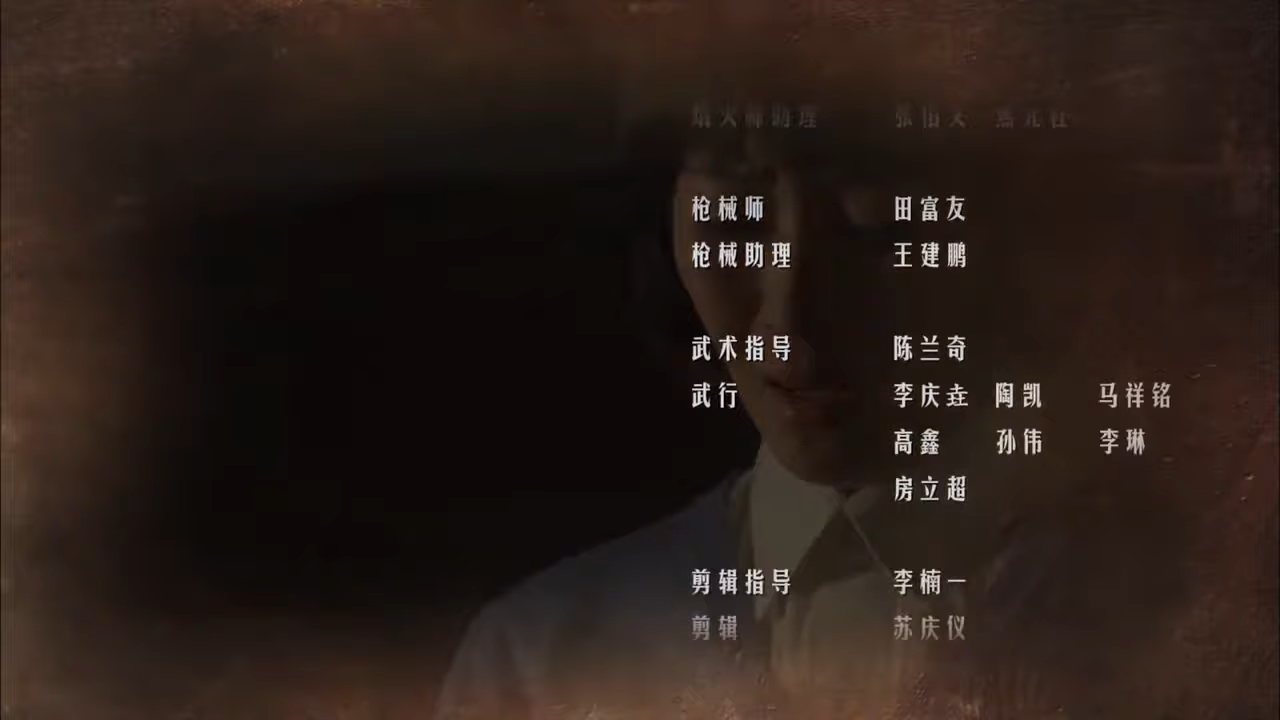 枪械师 田富友
枪械助理 王建鹏
武术指导 陈兰奇
武行 李庆垚 陶凯 马祥铭
高鑫 孙伟 李琳
房立超
剪辑指导 李楠一
剪辑 苏庆仪